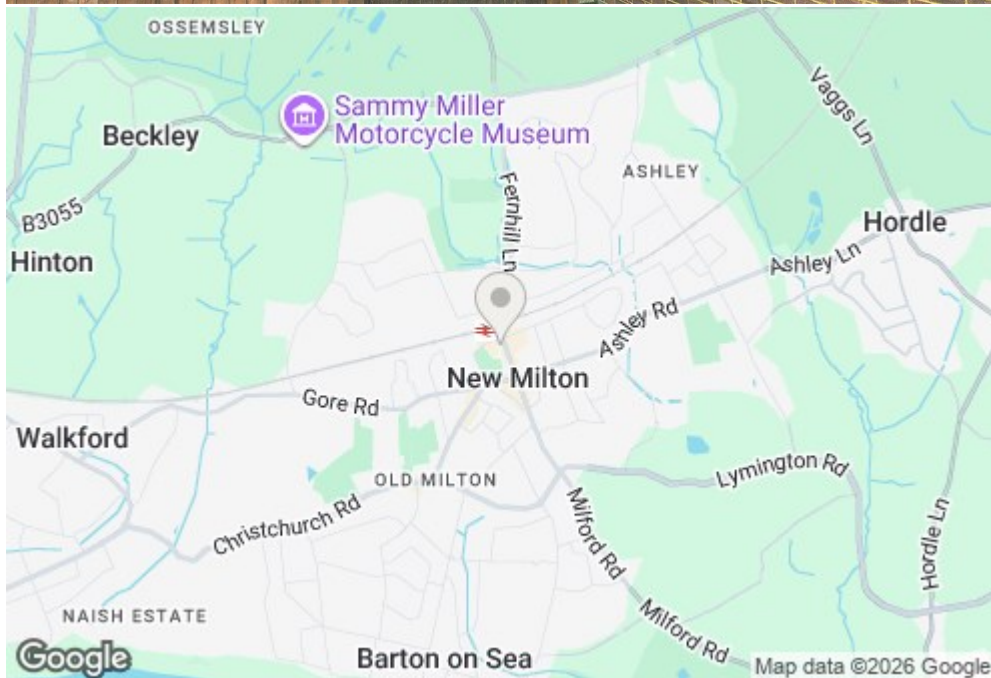 OSSEMSLEY
Beckley
Sammy Miller
Motorcycle Museum
Vaggs Ln
ASHLEY
B3055
Fernhill Ln
Hordle
Hinton
Ashley Ln
Ashley Rd
New Milton
Gore Rd
Walkford
OLD MILTON
Lymington Rd
Christchurch Rd
Milford Rd
Hordle Ln
NAISH ESTATE
Milford Rd
Barton on Sea
Google
Map data ©2026 Google